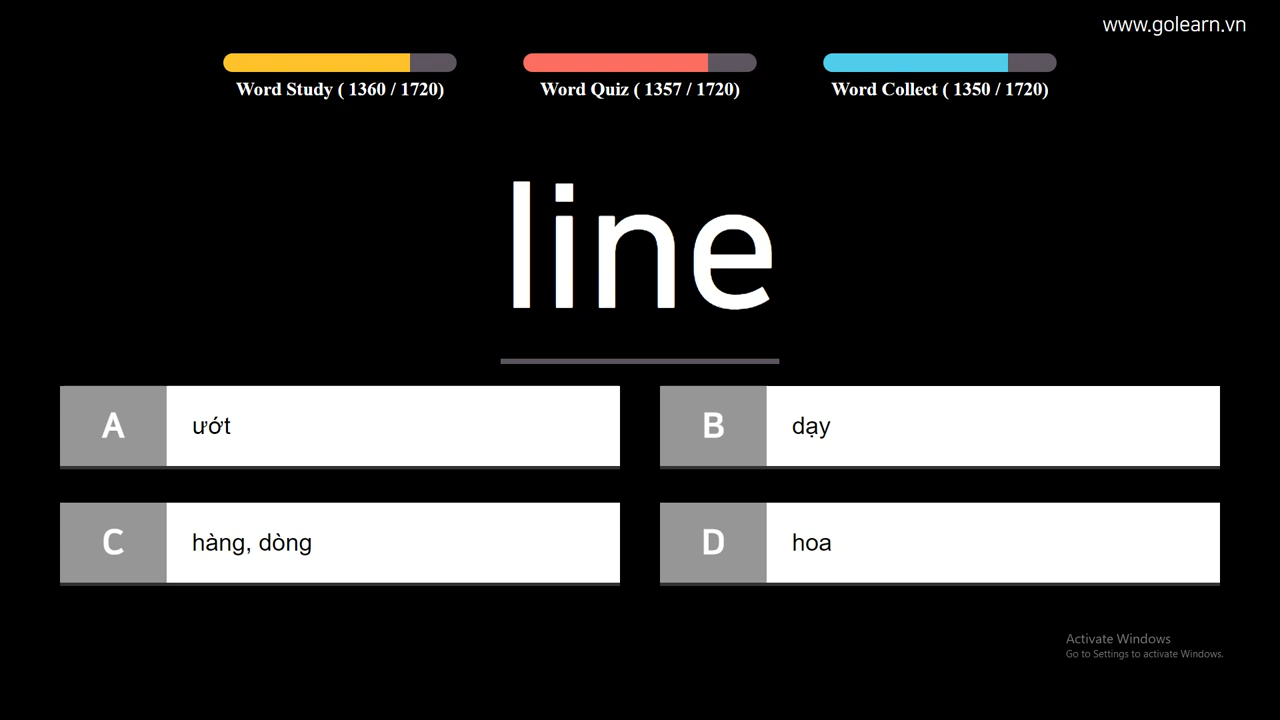 www.golearn.vn
Word Study ( 1360 / 1720)
Word Quiz ( 1357 / 1720)
Word Collect ( 1350 / 1720)
line
A ướt
B dạy
C hàng, dòng
D hoa
Activate Windows
Go to Settings to activate Windows.